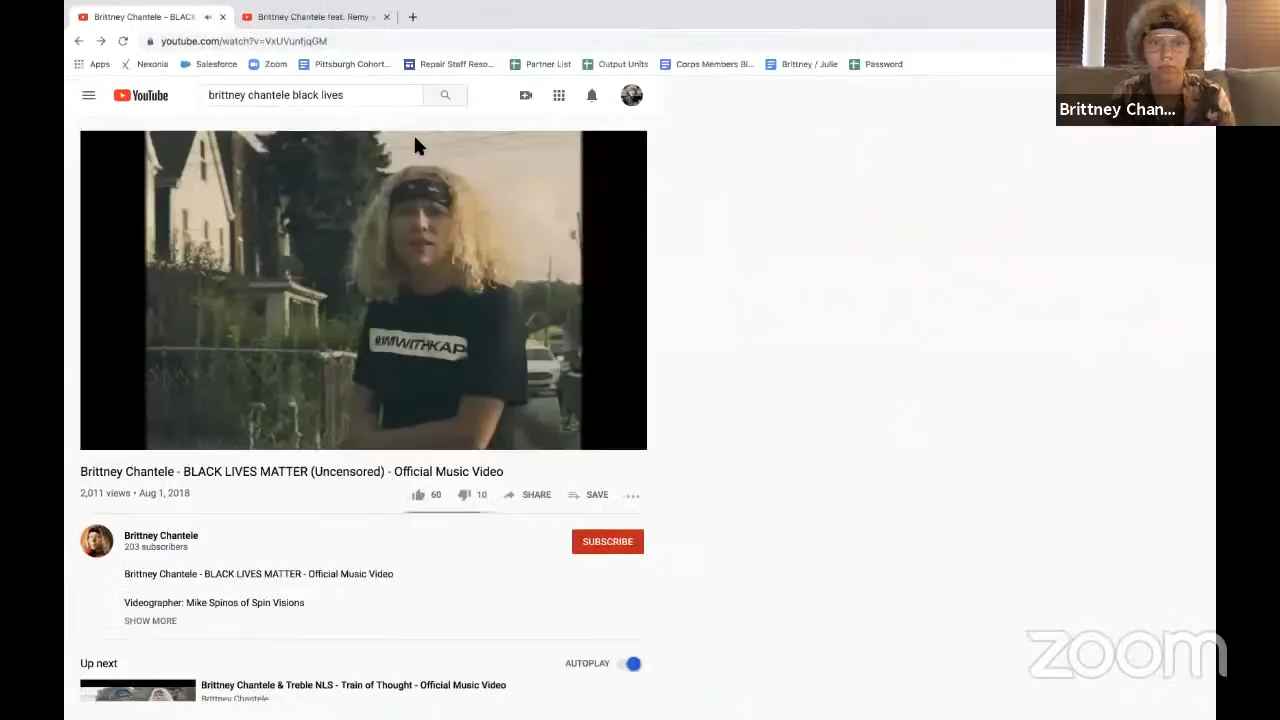 Brittney Chantele - BLACK
Brittney Chantele feat. Remy
youtube.com/watch?v=VxUVunfjqGM
Apps
Nexonia
Salesforce
Zoom
Pittsburgh Cohort...
Repair Staff Reso...
Partner List
Output Units
Corps Members Bi...
Brittney / Julie
Password
Brittney Chan...
YouTube
brittney chantele black lives
#IMWITHKAP
Brittney Chantele - BLACK LIVES MATTER (Uncensored) - Official Music Video
2,011 views • Aug 1, 2018
60
10
SHARE
SAVE
Brittney Chantele
203 subscribers
SUBSCRIBE
Brittney Chantele - BLACK LIVES MATTER - Official Music Video
Videographer: Mike Spinos of Spin Visions
SHOW MORE
Up next
AUTOPLAY
Brittney Chantele & Treble NLS - Train of Thought - Official Music Video
Brittney Chantele
zoom